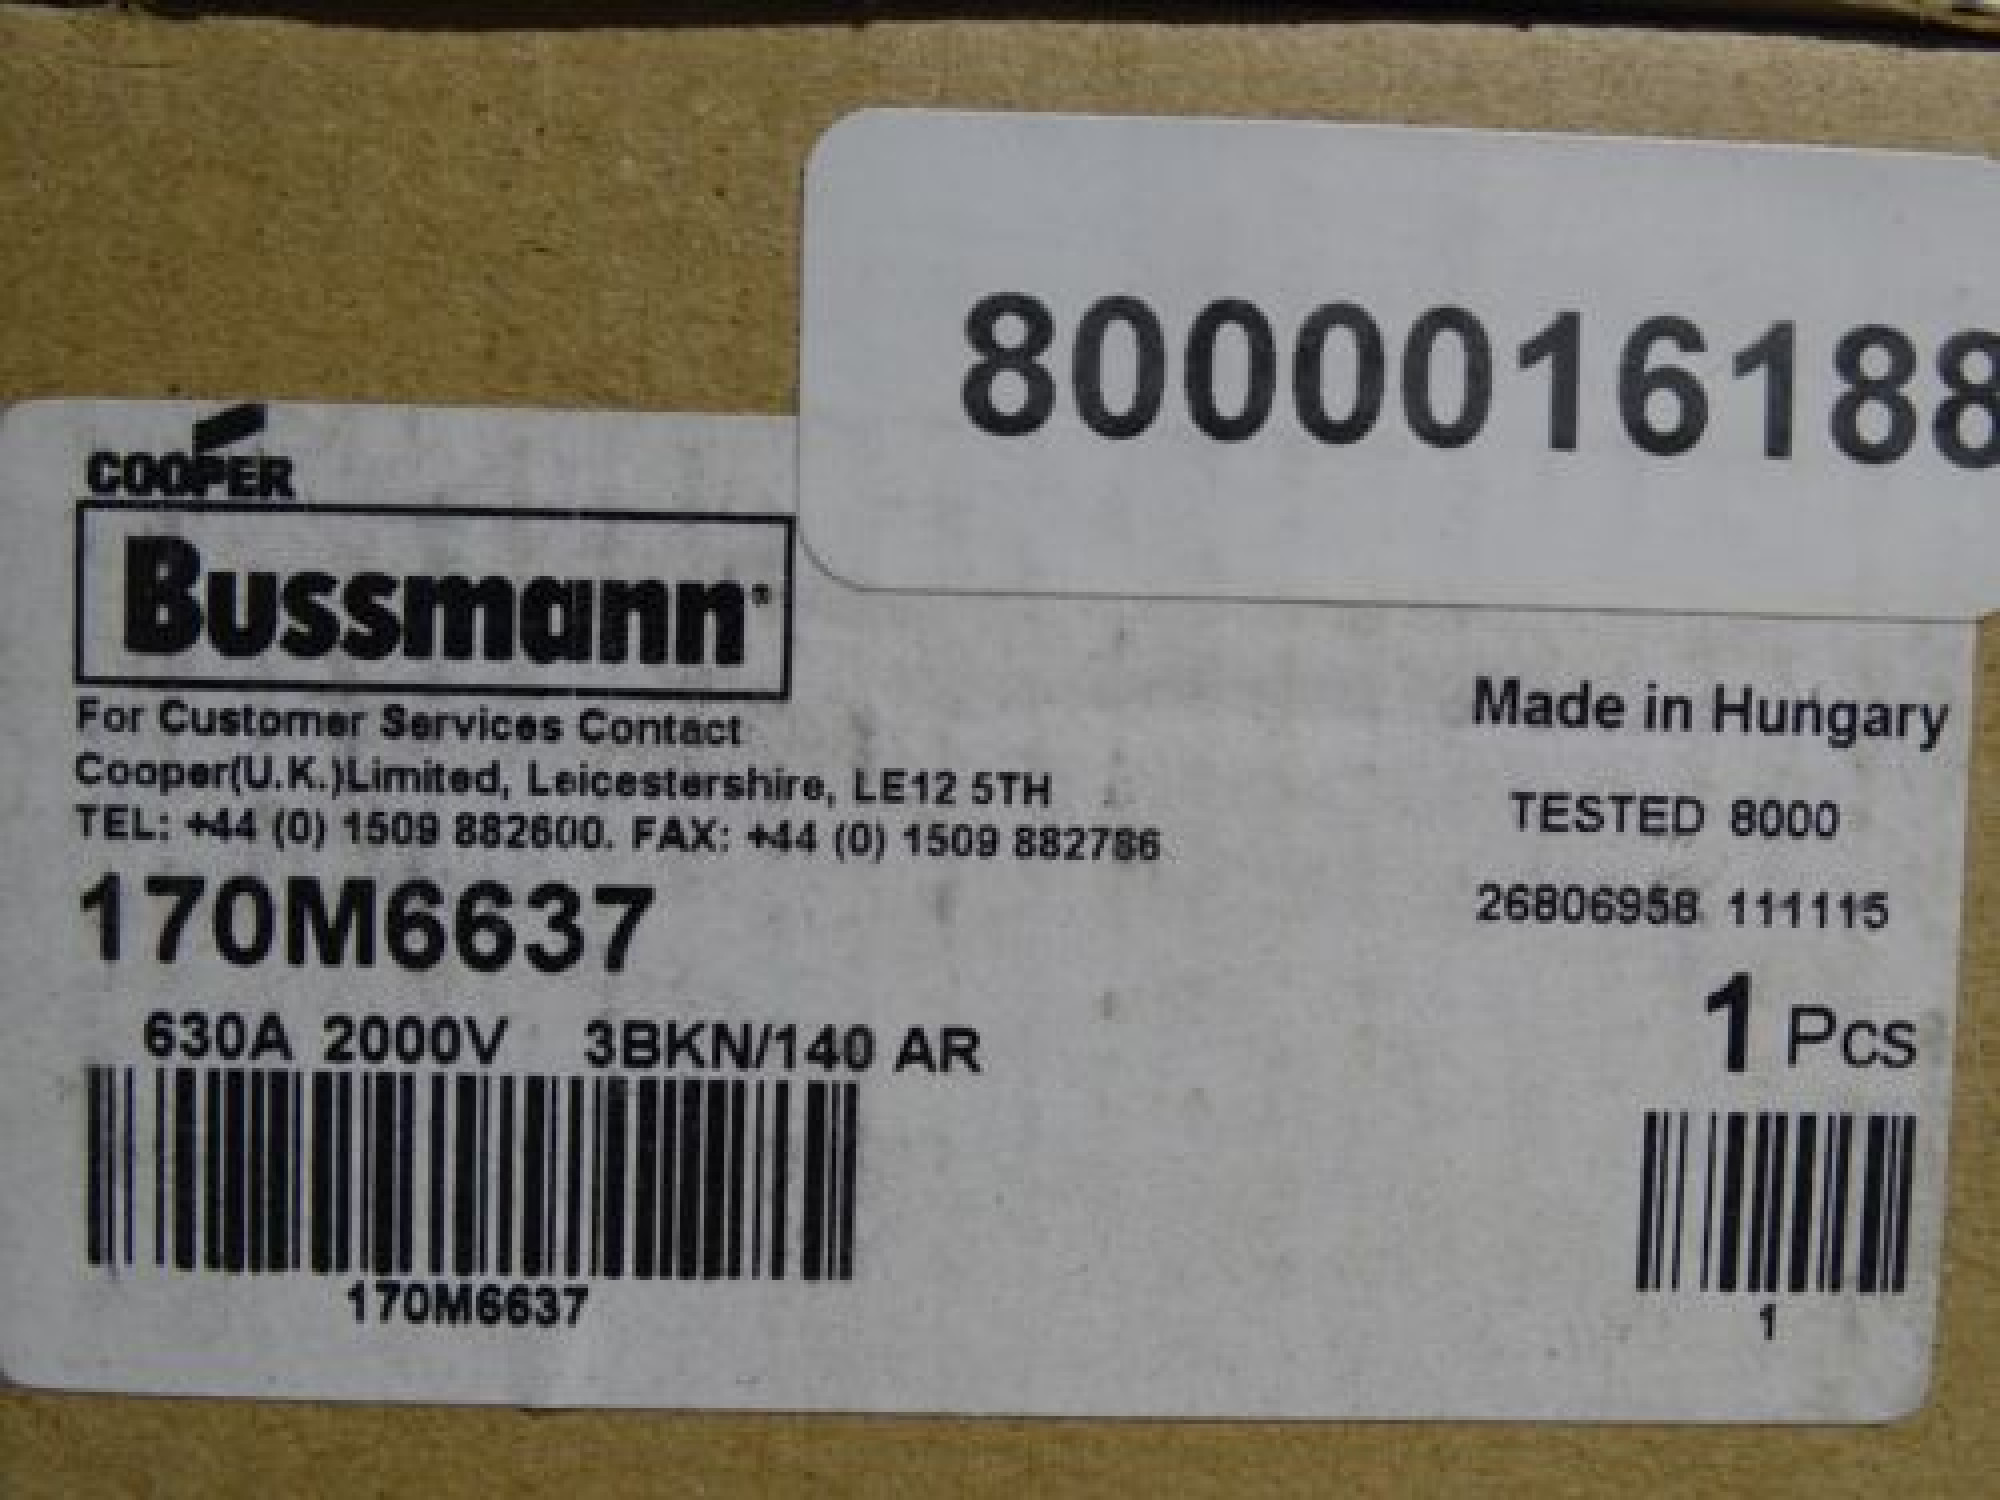 8000016188
COOPER
Bussmann®
For Customer Services Contact
Cooper(U.K.)Limited, Leicestershire, LE12 5TH
TEL: +44 (0) 1509 882600. FAX: +44 (0) 1509 882786
170M6637
630A 2000V 3BKN/140 AR
170M6637
Made in Hungary
TESTED 8000
26806958 111115
1 Pcs
1